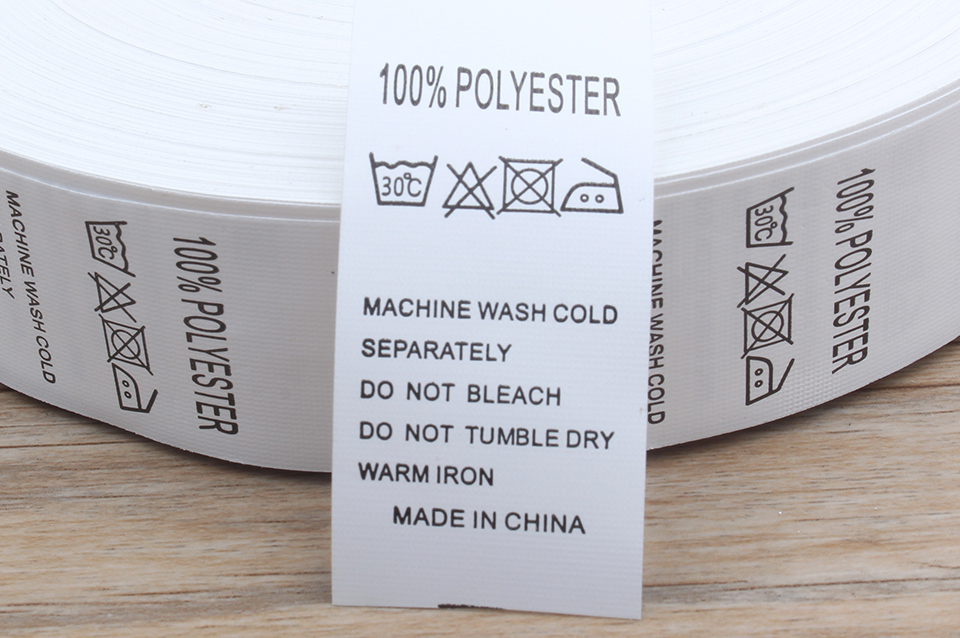 100% POLYESTER
30℃
MACHINE WASH COLD
SEPARATELY
DO NOT BLEACH
DO NOT TUMBLE DRY
WARM IRON
MADE IN CHINA
100% POLYESTER
30℃
MACHINE WASH COLD
100% POLYESTER
30℃
MACHINE WASH COLD